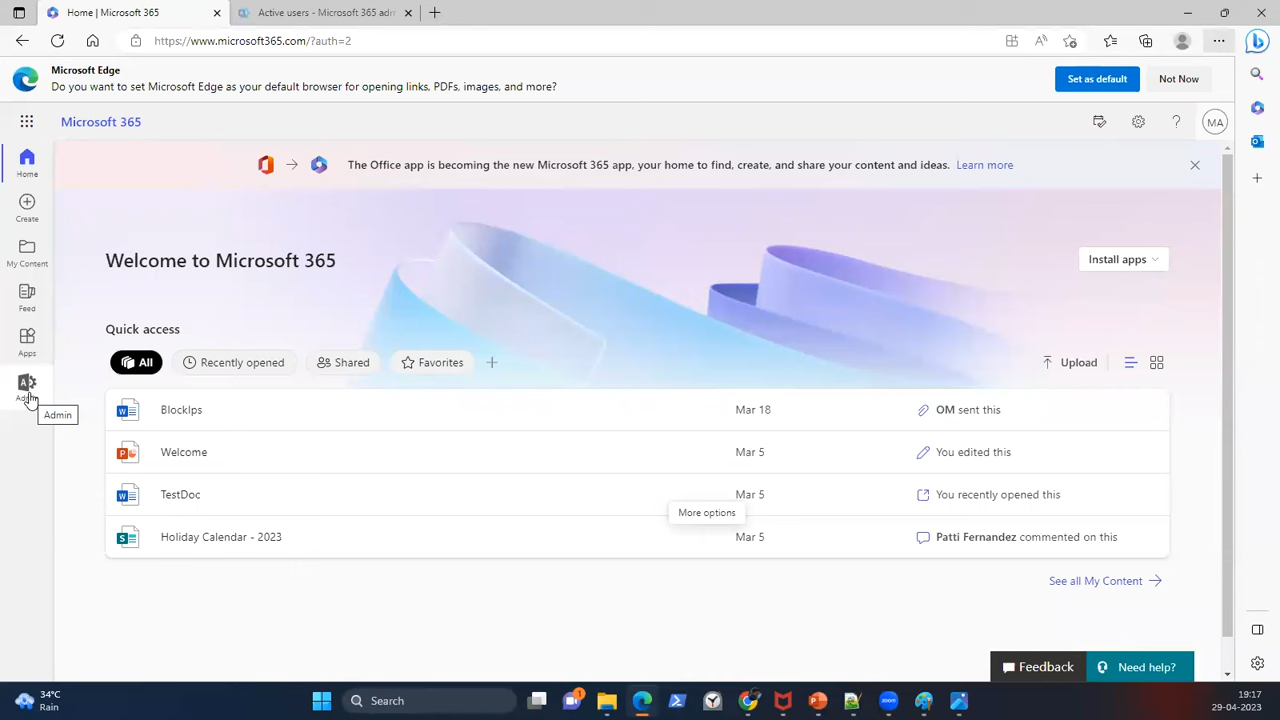 Home | Microsoft 365
Active users - Microsoft 365 adm
https://www.microsoft365.com/?auth=2
Microsoft Edge
Do you want to set Microsoft Edge as your default browser for opening links, PDFs, images, and more?
Set as default
Not Now
Microsoft 365
MA
The Office app is becoming the new Microsoft 365 app, your home to find, create, and share your content and ideas. Learn more
Home
Create
My Content
Feed
Apps
Admin
Welcome to Microsoft 365
Install apps
Quick access
All
Recently opened
Shared
Favorites
Upload
BlockIps Mar 18 OM sent this
Welcome Mar 5 You edited this
TestDoc Mar 5 You recently opened this
More options
Holiday Calendar - 2023 Mar 5 Patti Fernandez commented on this
See all My Content
Feedback
Need help?
34°C
Rain
Search
19:17
29-04-2023